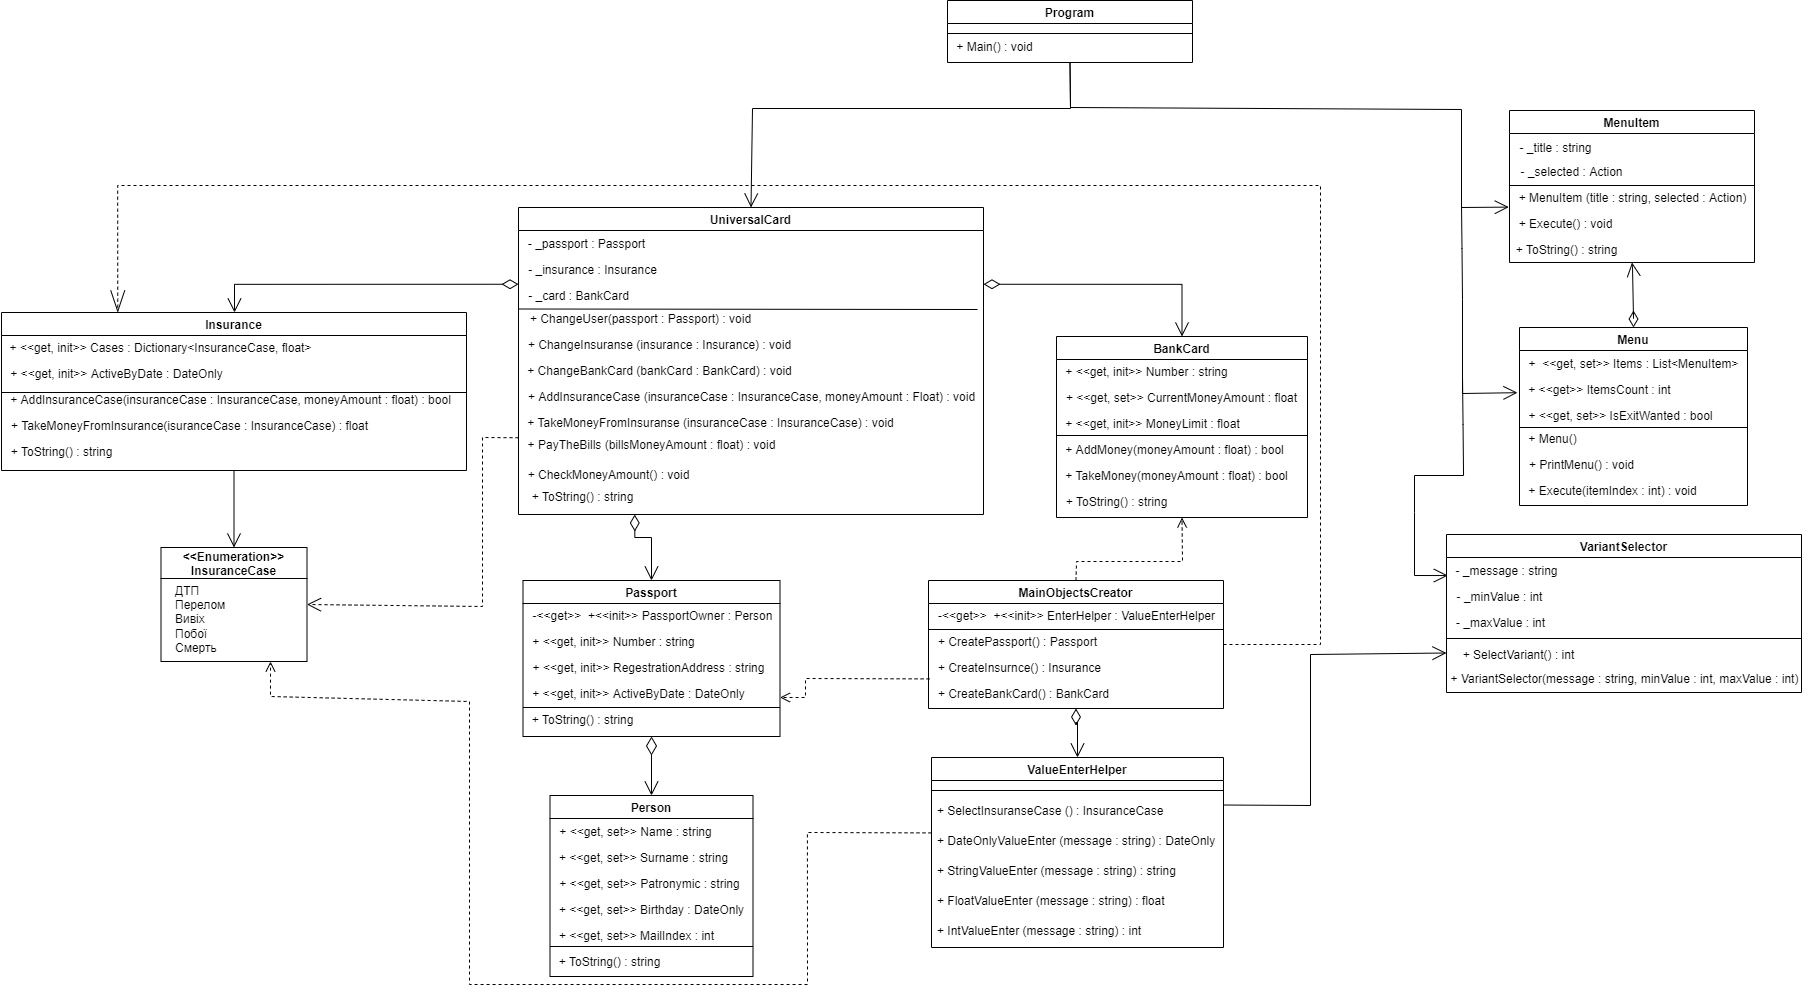 Program
+ Main() : void
MenuItem
- _title : string
- _selected : Action
+ MenuItem (title : string, selected : Action)
+ Execute() : void
+ ToString() : string
UniversalCard
- _passport : Passport
- _insurance : Insurance
- _card : BankCard
+ ChangeUser(passport : Passport) : void
+ ChangeInsuranse (insurance : Insurance) : void
+ ChangeBankCard (bankCard : BankCard) : void
+ AddInsuranceCase (insuranceCase : InsuranceCase, moneyAmount : Float) : void
+ TakeMoneyFromInsuranse (insuranceCase : InsuranceCase) : void
+ PayTheBills (billsMoneyAmount : float) : void
+ CheckMoneyAmount() : void
+ ToString() : string
Insurance
+ <<get, init>> Cases : Dictionary<InsuranceCase, float>
+ <<get, init>> ActiveByDate : DateOnly
+ AddInsuranceCase(insuranceCase : InsuranceCase, moneyAmount : float) : bool
+ TakeMoneyFromInsurance(isuranceCase : InsuranceCase) : float
+ ToString() : string
BankCard
+ <<get, init>> Number : string
+ <<get, set>> CurrentMoneyAmount : float
+ <<get, init>> MoneyLimit : float
+ AddMoney(moneyAmount : float) : bool
+ TakeMoney(moneyAmount : float) : bool
+ ToString() : string
Menu
+ <<get, set>> Items : List<MenuItem>
+ <<get>> ItemsCount : int
+ <<get, set>> IsExitWanted : bool
+ Menu()
+ PrintMenu() : void
+ Execute(itemIndex : int) : void
<<Enumeration>>
InsuranceCase
ДТП
Перелом
Вивіх
Побої
Смерть
Passport
-<<get>> +<<init>> PassportOwner : Person
+ <<get, init>> Number : string
+ <<get, init>> RegestrationAddress : string
+ <<get, init>> ActiveByDate : DateOnly
+ ToString() : string
MainObjectsCreator
-<<get>> +<<init>> EnterHelper : ValueEnterHelper
+ CreatePassport() : Passport
+ CreateInsurnce() : Insurance
+ CreateBankCard() : BankCard
VariantSelector
- _message : string
- _minValue : int
- _maxValue : int
+ SelectVariant() : int
+ VariantSelector(message : string, minValue : int, maxValue : int)
Person
+ <<get, set>> Name : string
+ <<get, set>> Surname : string
+ <<get, set>> Patronymic : string
+ <<get, set>> Birthday : DateOnly
+ <<get, set>> MailIndex : int
+ ToString() : string
ValueEnterHelper
+ SelectInsuranseCase () : InsuranceCase
+ DateOnlyValueEnter (message : string) : DateOnly
+ StringValueEnter (message : string) : string
+ FloatValueEnter (message : string) : float
+ IntValueEnter (message : string) : int